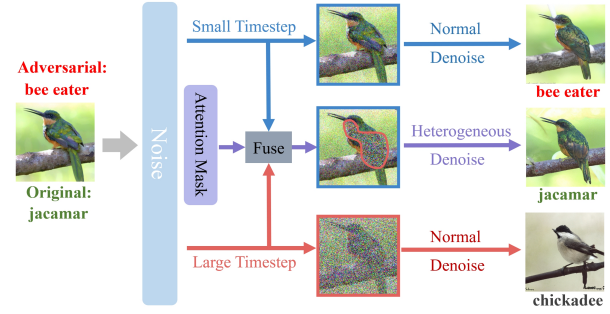 Adversarial:
bee eater
Original:
jacamar
Noise
Attention Mask
Small Timestep
Fuse
Large Timestep
Normal
Denoise
bee eater
Heterogeneous
Denoise
jacamar
Normal
Denoise
chickadee